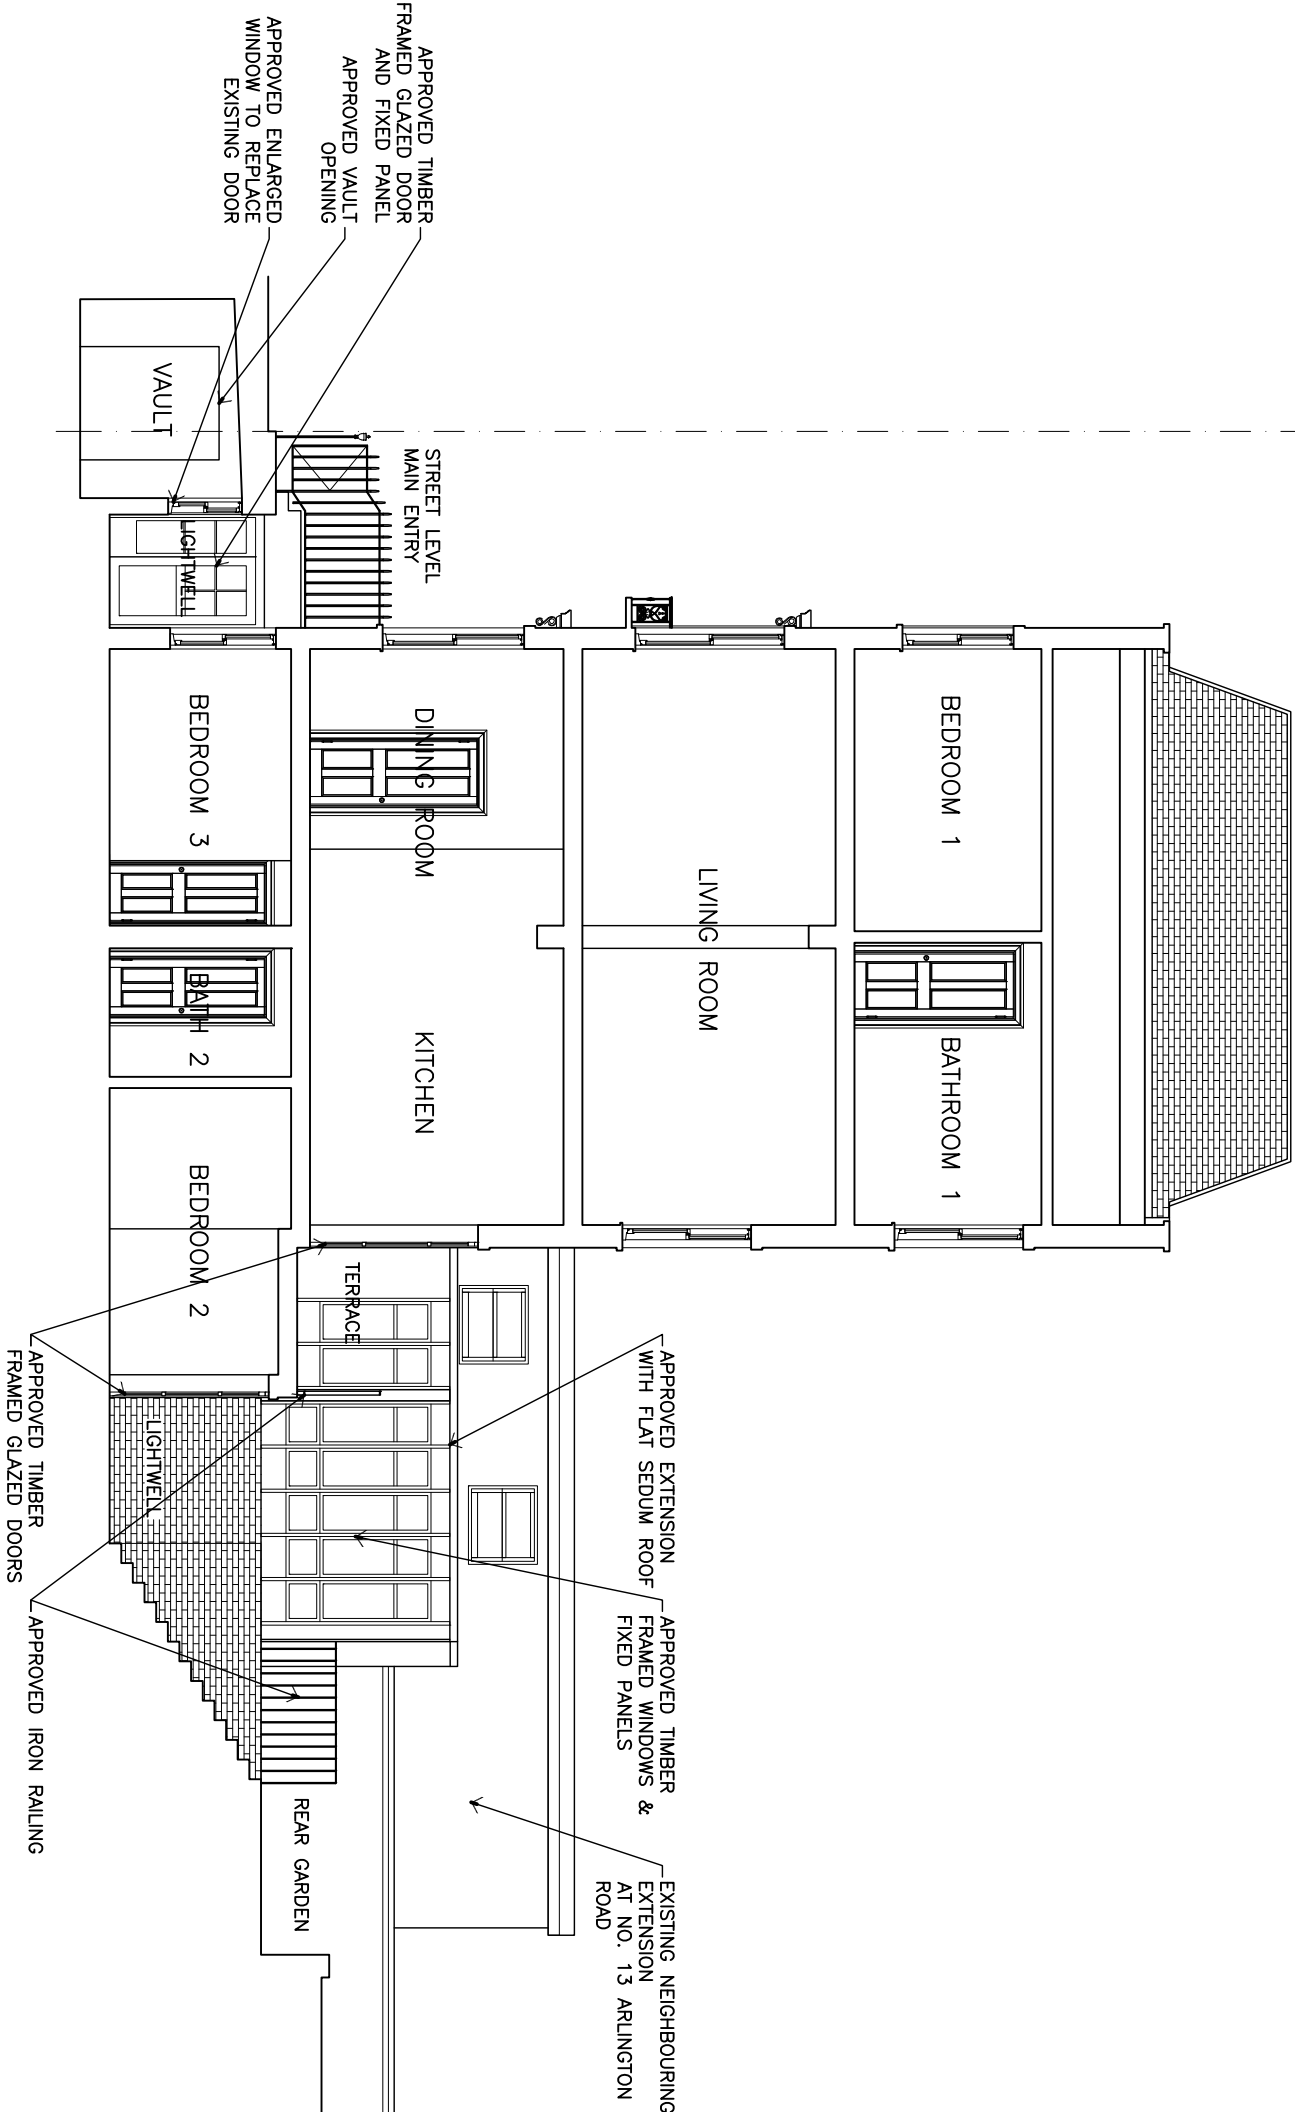 APPROVED TIMBER
FRAMED GLAZED DOOR
AND FIXED PANEL
APPROVED VAULT
OPENING
APPROVED ENLARGED
WINDOW TO REPLACE
EXISTING DOOR
VAULT
STREET LEVEL
MAIN ENTRY
LIGHTWELL
BEDROOM 1
BATHROOM 1
LIVING ROOM
DINING ROOM
KITCHEN
BEDROOM 3
BATH 2
BEDROOM 2
TERRACE
LIGHTWELL
REAR GARDEN
APPROVED EXTENSION
WITH FLAT SEDUM ROOF
APPROVED TIMBER
FRAMED WINDOWS &
FIXED PANELS
EXISTING NEIGHBOURING
EXTENSION
AT NO. 13 ARLINGTON
ROAD
APPROVED TIMBER
FRAMED GLAZED DOORS
APPROVED IRON RAILING